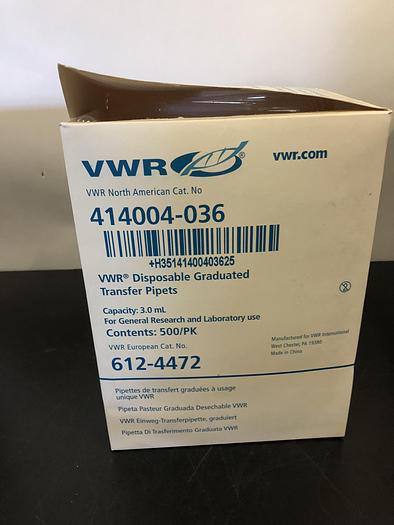 VWR®
vwr.com
VWR North American Cat. No
414004-036
+H35141400403625
VWR® Disposable Graduated
Transfer Pipets
Capacity: 3.0 mL
For General Research and Laboratory use
Contents: 500/PK
VWR European Cat. No.
612-4472
Manufactured for VWR International
West Chester, PA 19380
Made in China
Pipettes de transfert graduées à usage
unique VWR
Pipeta Pasteur Graduada Desechable VWR
VWR Einweg-Transferpipette, graduiert
Pipetta Di Trasferimento Graduata VWR